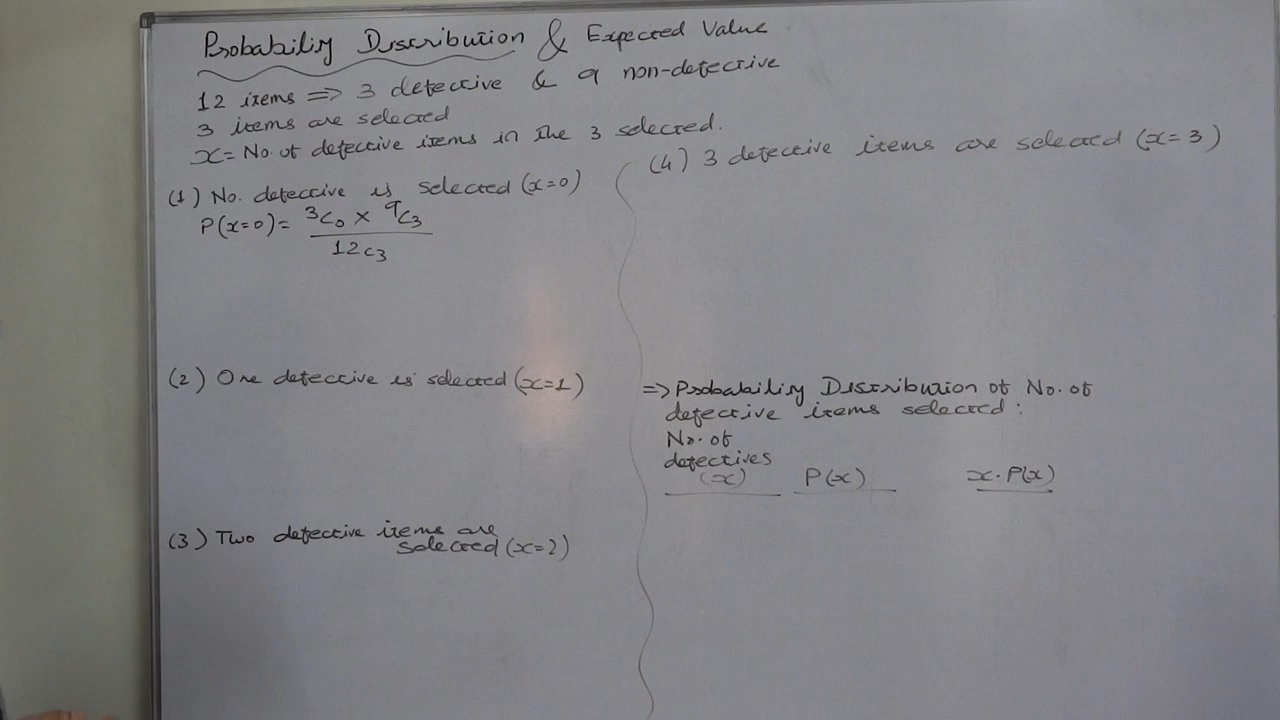 Probability Distribution & Expected Value
12 items => 3 defective & 9 non-defective
3 items are selected
x = No. of defective items in the 3 selected.
(1) No. defective is selected (x=0)
P(x=0) = ³C₀ × ⁹C₃
12C₃
(2) One defective is selected (x=1)
(3) Two defective items are
selected (x=2)
(4) 3 defective items are selected (x=3)
=> Probability Distribution of No. of
defective items selected:
No. of
defectives
(x) P(x) x·P(x)